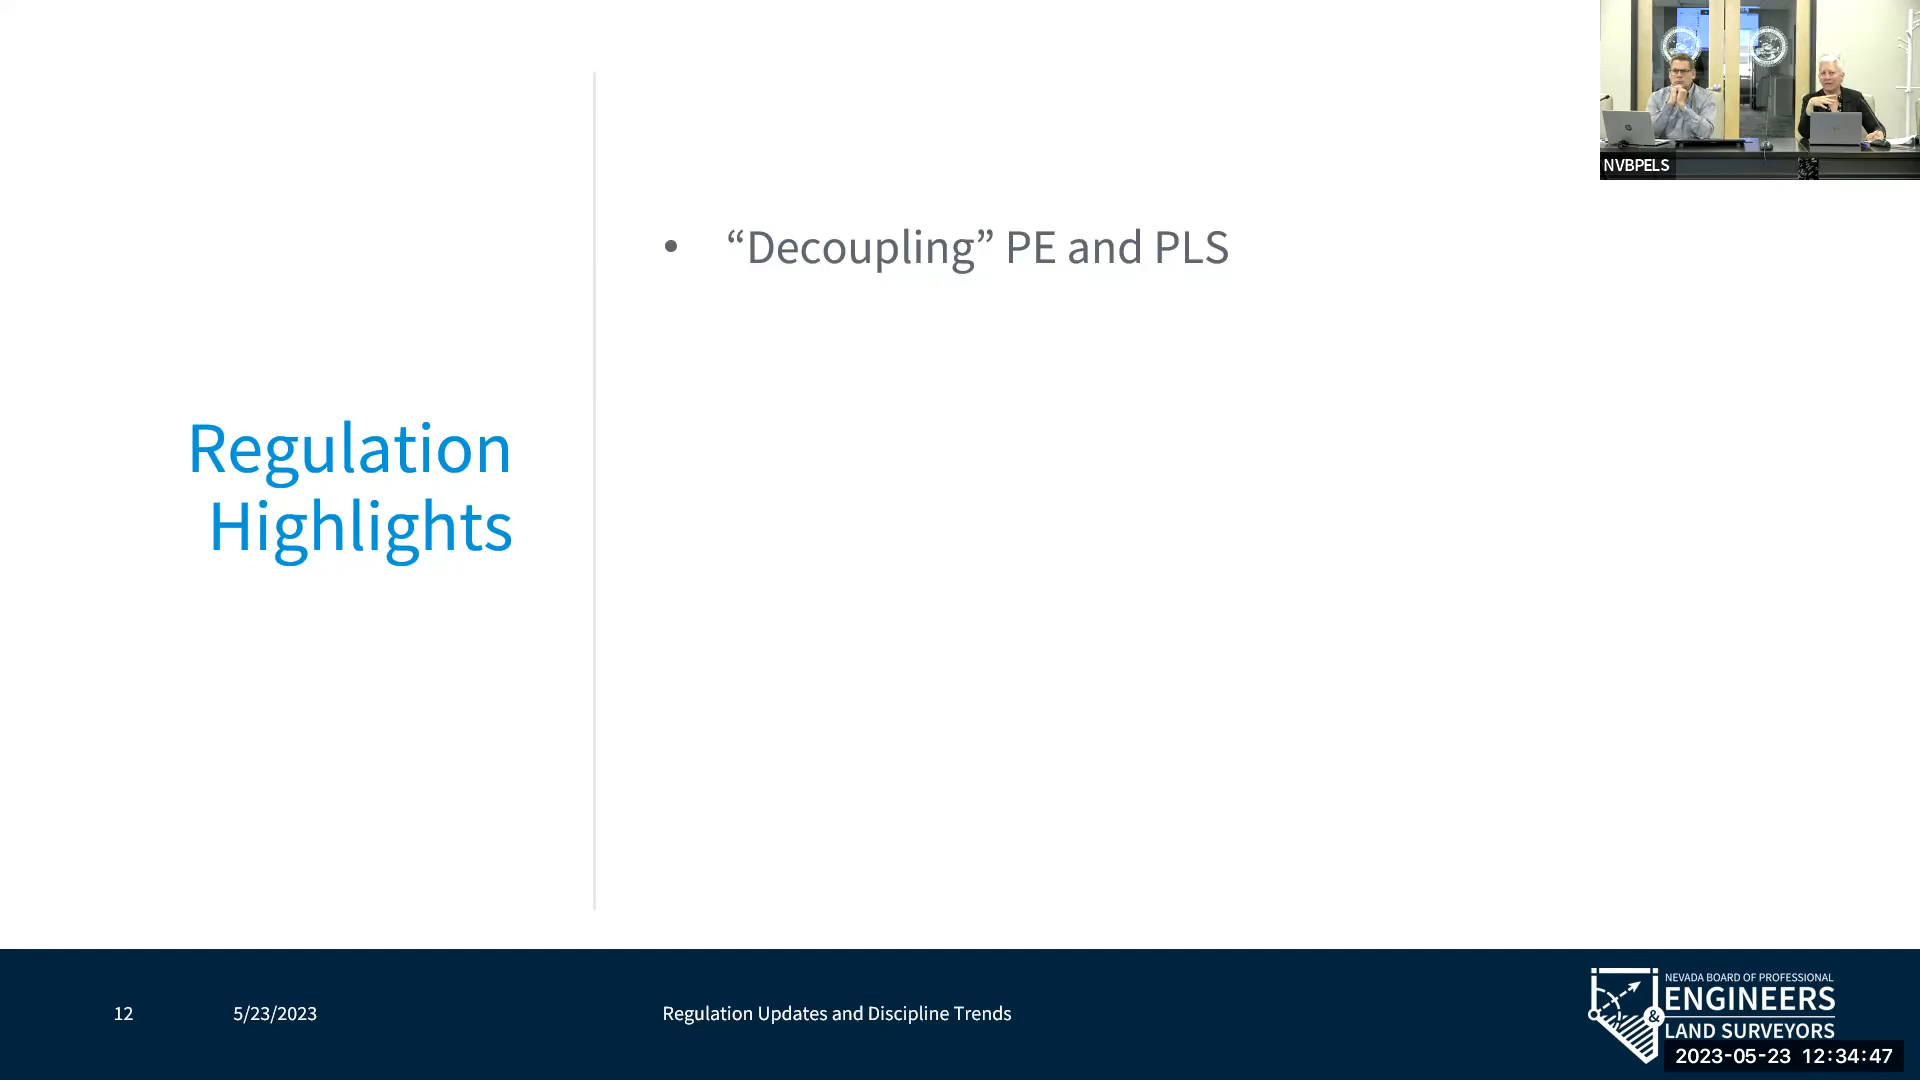 NVBPELS
• “Decoupling” PE and PLS
Regulation
Highlights
12
5/23/2023
Regulation Updates and Discipline Trends
NEVADA BOARD OF PROFESSIONAL
ENGINEERS
&
LAND SURVEYORS
2023-05-23 12:34:47